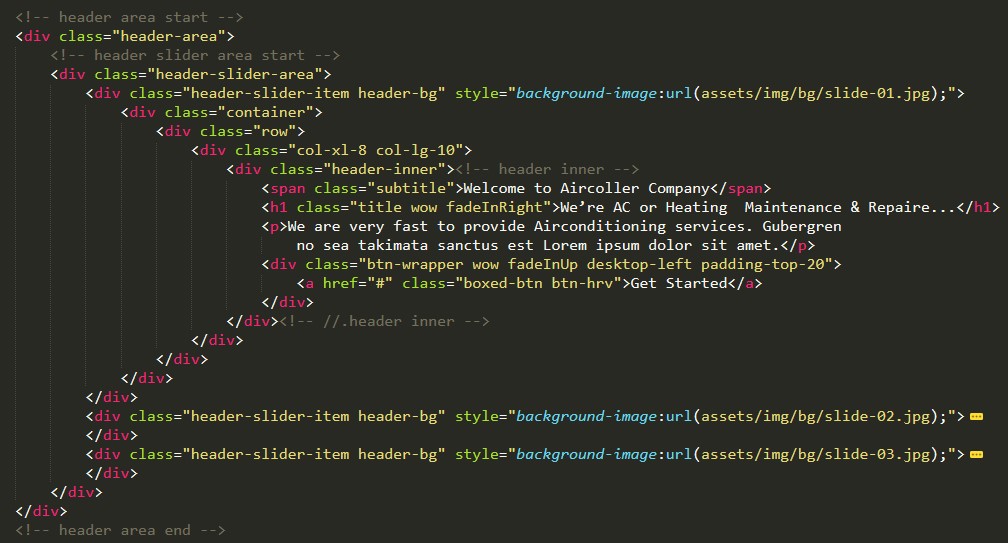 <!-- header area start -->
<div class="header-area">
    <!-- header slider area start -->
    <div class="header-slider-area">
        <div class="header-slider-item header-bg" style="background-image:url(assets/img/bg/slide-01.jpg);">
            <div class="container">
                <div class="row">
                    <div class="col-xl-8 col-lg-10">
                        <div class="header-inner"><!-- header inner -->
                            <span class="subtitle">Welcome to Aircoller Company</span>
                            <h1 class="title wow fadeInRight">We’re AC or Heating  Maintenance & Repaire...</h1>
                            <p>We are very fast to provide Airconditioning services. Gubergren
                                no sea takimata sanctus est Lorem ipsum dolor sit amet.</p>
                            <div class="btn-wrapper wow fadeInUp desktop-left padding-top-20">
                                <a href="#" class="boxed-btn btn-hrv">Get Started</a>
                            </div>
                        </div><!-- //.header inner -->
                    </div>
                </div>
            </div>
        </div>
        <div class="header-slider-item header-bg" style="background-image:url(assets/img/bg/slide-02.jpg);">
        </div>
        <div class="header-slider-item header-bg" style="background-image:url(assets/img/bg/slide-03.jpg);">
        </div>
    </div>
</div>
<!-- header area end -->